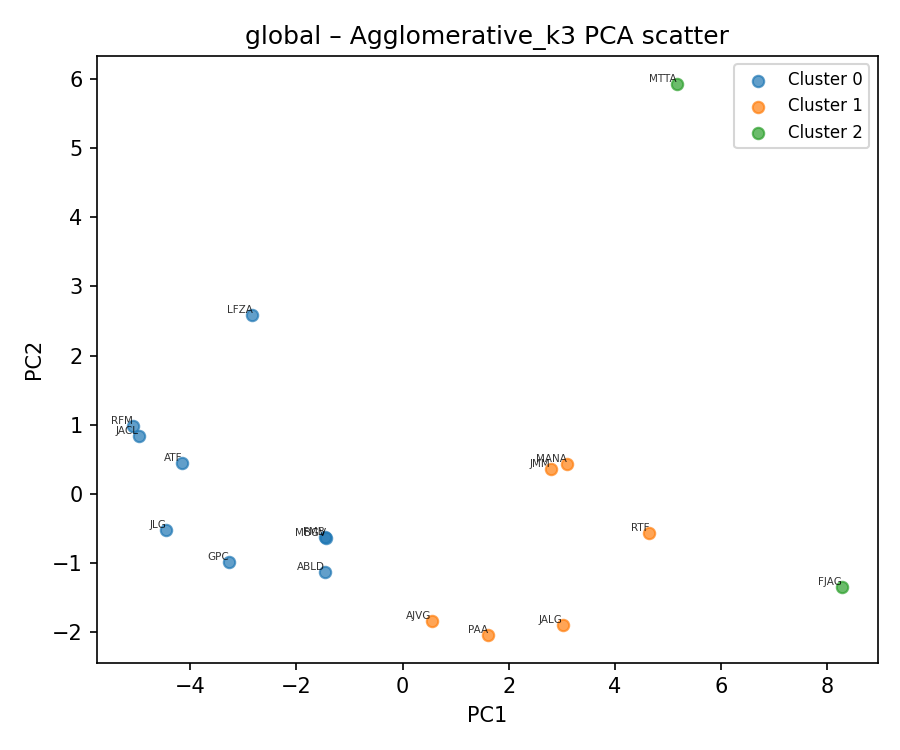 global – Agglomerative_k3 PCA scatter
Cluster 0
Cluster 1
Cluster 2
MTTA
LFZA
RFM
JACL
ATF
MANA
JMM
JLG
RTF
GPC
ABLD
FJAG
AJVG
PAA
JALG
6
5
4
3
2
1
0
−1
−2
PC2
−4
−2
0
2
4
6
8
PC1